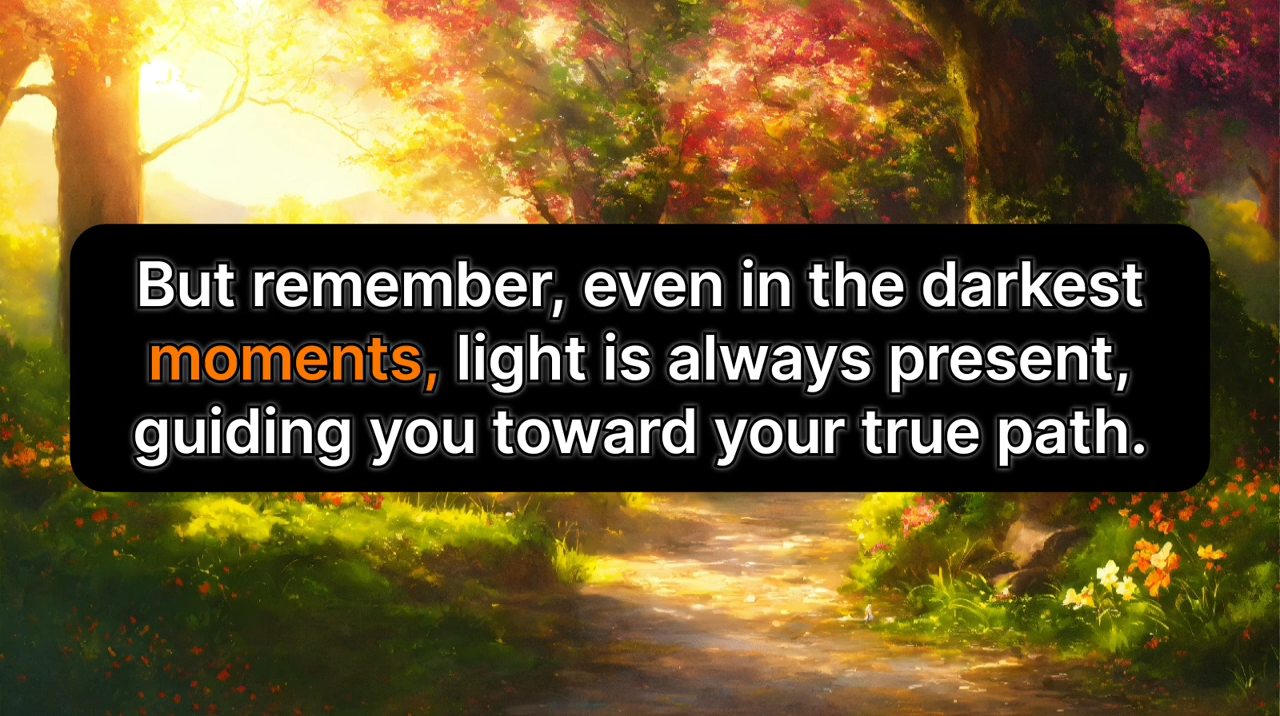 But remember, even in the darkest
moments, light is always present,
guiding you toward your true path.